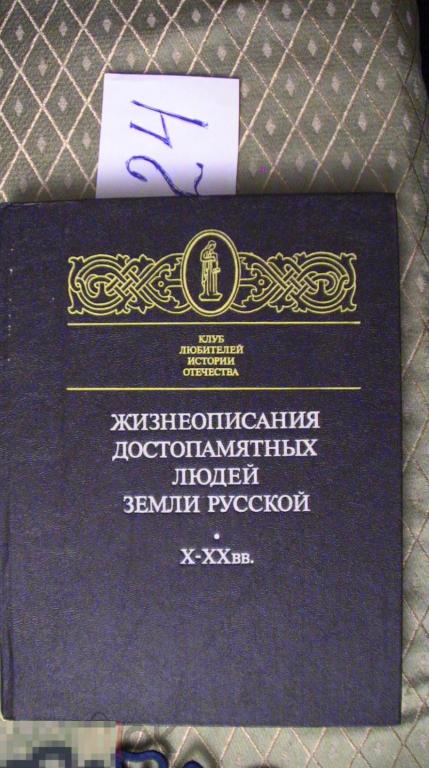 24
КЛУБ
ЛЮБИТЕЛЕЙ
ИСТОРИИ
ОТЕЧЕСТВА
ЖИЗНЕОПИСАНИЯ
ДОСТОПАМЯТНЫХ
ЛЮДЕЙ
ЗЕМЛИ РУССКОЙ
•
X-XXвв.